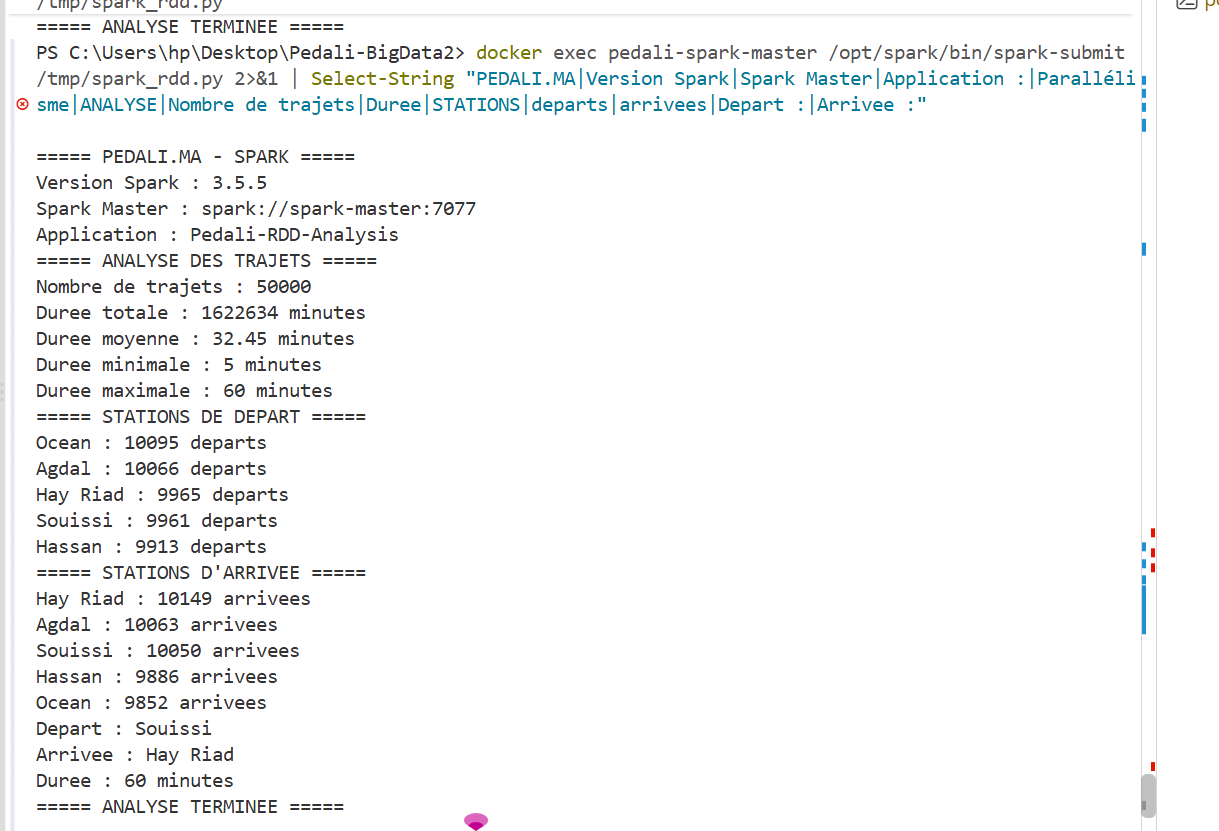 /tmp/spark_rdd.py
===== ANALYSE TERMINEE =====
PS C:\Users\hp\Desktop\Pedali-BigData2> docker exec pedali-spark-master /opt/spark/bin/spark-submit
/tmp/spark_rdd.py 2>&1 | Select-String "PEDALI.MA|Version Spark|Spark Master|Application :|Paralléli
sme|ANALYSE|Nombre de trajets|Duree|STATIONS|departs|arrivees|Depart :|Arrivee :"
===== PEDALI.MA - SPARK =====
Version Spark : 3.5.5
Spark Master : spark://spark-master:7077
Application : Pedali-RDD-Analysis
===== ANALYSE DES TRAJETS =====
Nombre de trajets : 50000
Duree totale : 1622634 minutes
Duree moyenne : 32.45 minutes
Duree minimale : 5 minutes
Duree maximale : 60 minutes
===== STATIONS DE DEPART =====
Ocean : 10095 departs
Agdal : 10066 departs
Hay Riad : 9965 departs
Souissi : 9961 departs
Hassan : 9913 departs
===== STATIONS D'ARRIVEE =====
Hay Riad : 10149 arrivees
Agdal : 10063 arrivees
Souissi : 10050 arrivees
Hassan : 9886 arrivees
Ocean : 9852 arrivees
Depart : Souissi
Arrivee : Hay Riad
Duree : 60 minutes
===== ANALYSE TERMINEE =====